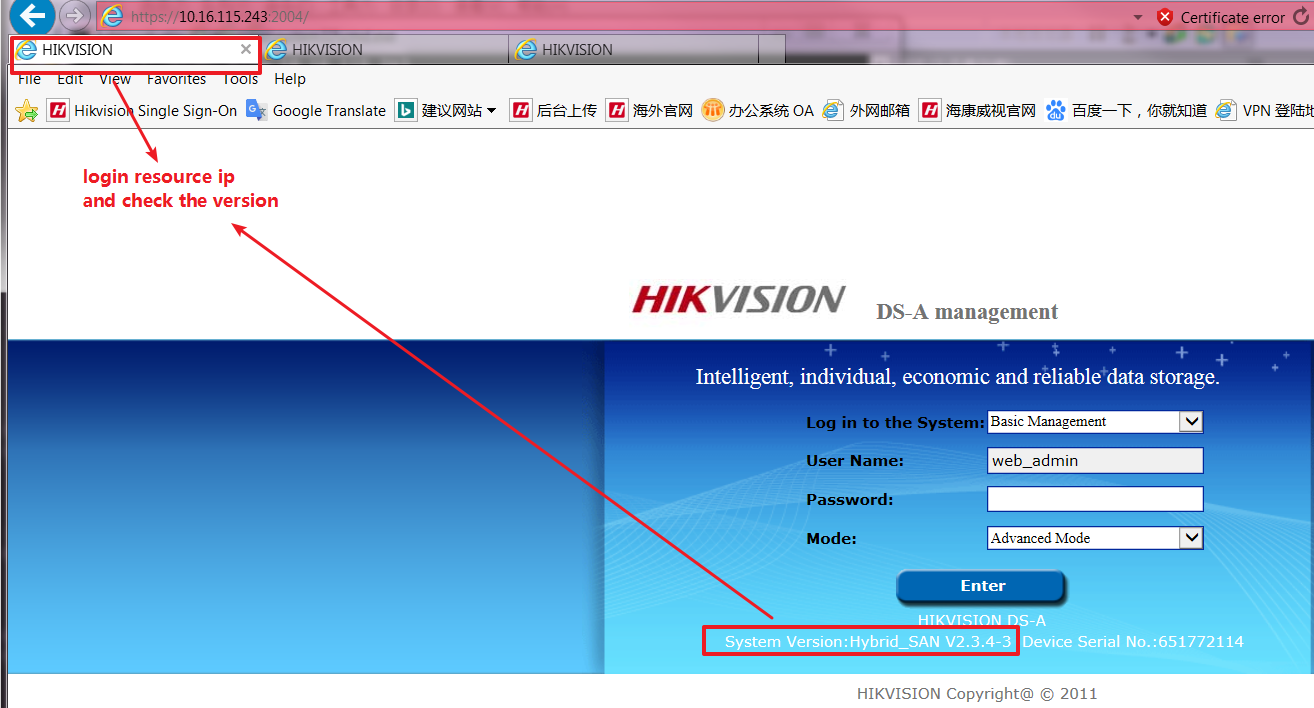 https://10.16.115.243:2004/ Certificate error
HIKVISION HIKVISION HIKVISION
File Edit View Favorites Tools Help
Hikvision Single Sign-On Google Translate 建议网站 后台上传 海外官网 办公系统 OA 外网邮箱 海康威视官网 百度一下，你就知道 VPN 登陆地
login resource ip
and check the version
HIKVISION DS-A management
Intelligent, individual, economic and reliable data storage.
Log in to the System: Basic Management
User Name: web_admin
Password:
Mode: Advanced Mode
Enter
HIKVISION DS-A
System Version:Hybrid_SAN V2.3.4-3 Device Serial No.:651772114
HIKVISION Copyright@ © 2011